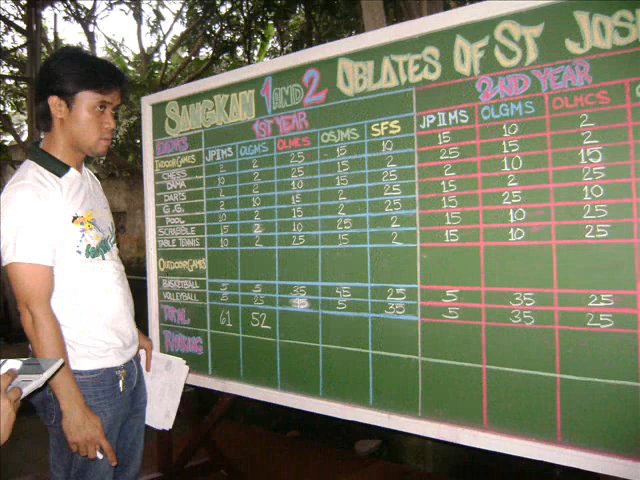 SANGKAN 1 AND 2 OBLATES OF ST JOS
EVENTS 1ST YEAR 2ND YEAR
JPIIMS OLGMS OLMCS OSJMS SFS JPIIMS OLGMS OLMCS
INDOOR GAMES
CHESS 2 2 25 15 10 15 10 2
DAMA 10 2 25 15 2 25 15 2
DARTS 2 2 10 15 25 2 10 15
G.G. 2 10 15 2 25 15 2 25
POOL 10 2 2 15 25 15 25 10
SCRABBLE 15 2 10 25 2 15 10 25
TABLE TENNIS 10 2 25 15 2 15 10 25
OUTDOOR GAMES
BASKETBALL 5 5 35 45 25 5 35 25
VOLLEYBALL 5 25 45 5 35 5 35 25
TOTAL 61 52
RANKING